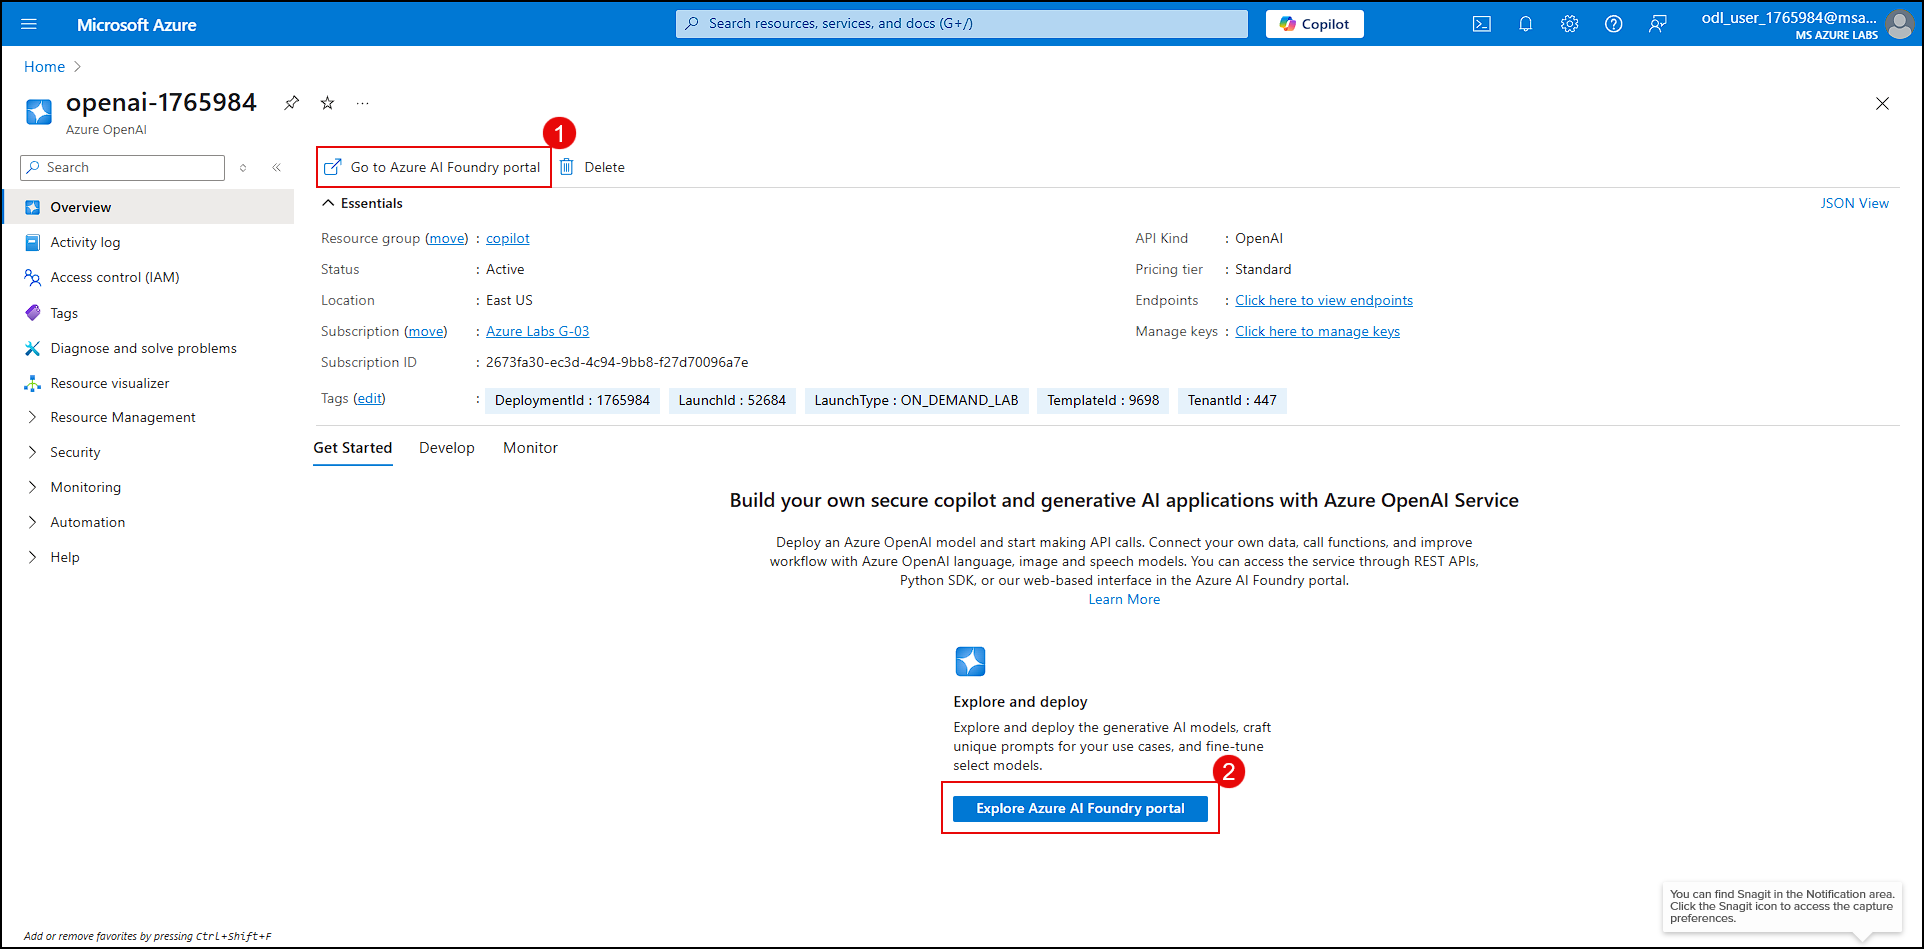 Microsoft Azure
Search resources, services, and docs (G+/)
Copilot
odl_user_1765984@msa...
MS AZURE LABS
Home
openai-1765984
...
Azure OpenAI
Search
Overview
Activity log
Access control (IAM)
Tags
Diagnose and solve problems
Resource visualizer
Resource Management
Security
Monitoring
Automation
Help
Add or remove favorites by pressing Ctrl+Shift+F
1
Go to Azure AI Foundry portal
Delete
Essentials
JSON View
Resource group (move) : copilot
Status : Active
Location : East US
Subscription (move) : Azure Labs G-03
Subscription ID : 2673fa30-ec3d-4c94-9bb8-f27d70096a7e
API Kind : OpenAI
Pricing tier : Standard
Endpoints : Click here to view endpoints
Manage keys : Click here to manage keys
Tags (edit) : DeploymentId : 1765984 LaunchId : 52684 LaunchType : ON_DEMAND_LAB TemplateId : 9698 TenantId : 447
Get Started Develop Monitor
Build your own secure copilot and generative AI applications with Azure OpenAI Service
Deploy an Azure OpenAI model and start making API calls. Connect your own data, call functions, and improve
workflow with Azure OpenAI language, image and speech models. You can access the service through REST APIs,
Python SDK, or our web-based interface in the Azure AI Foundry portal.
Learn More
Explore and deploy
Explore and deploy the generative AI models, craft
unique prompts for your use cases, and fine-tune
select models.
2
Explore Azure AI Foundry portal
You can find Snagit in the Notification area.
Click the Snagit icon to access the capture
preferences.